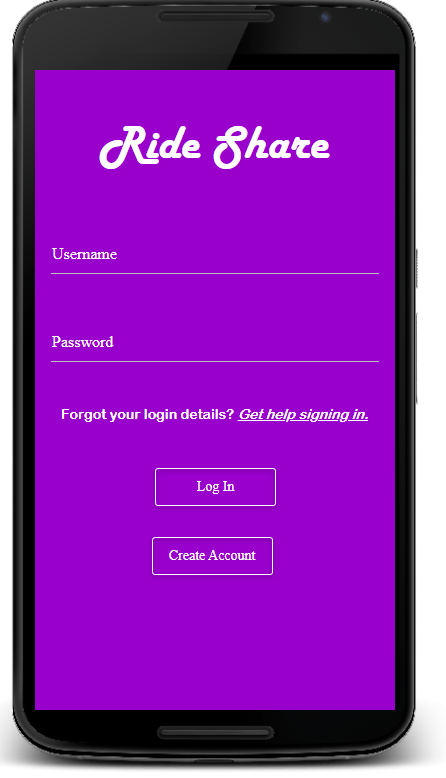 Ride Share
Username
Password
Forgot your login details? Get help signing in.
Log In
Create Account